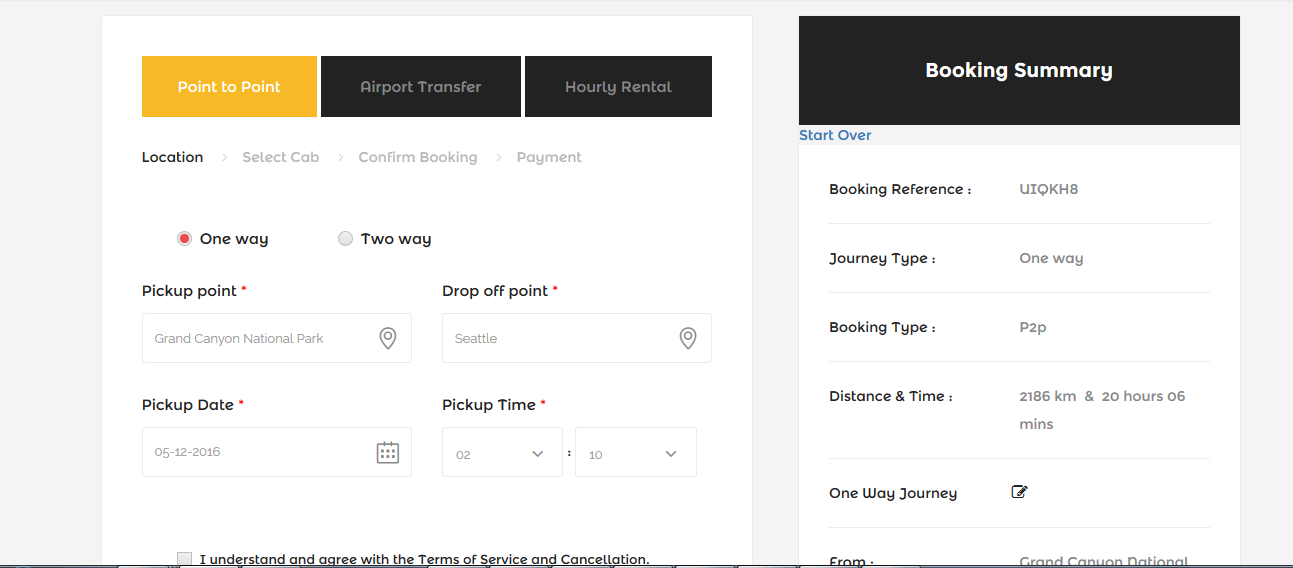 Point to Point
Airport Transfer
Hourly Rental
Location > Select Cab > Confirm Booking > Payment
One way
Two way
Pickup point *
Drop off point *
Grand Canyon National Park
Seattle
Pickup Date *
Pickup Time *
05-12-2016
02 : 10
I understand and agree with the Terms of Service and Cancellation.
Booking Summary
Start Over
Booking Reference : UIQKH8
Journey Type : One way
Booking Type : P2p
Distance & Time : 2186 km & 20 hours 06
mins
One Way Journey
From : Grand Canyon National